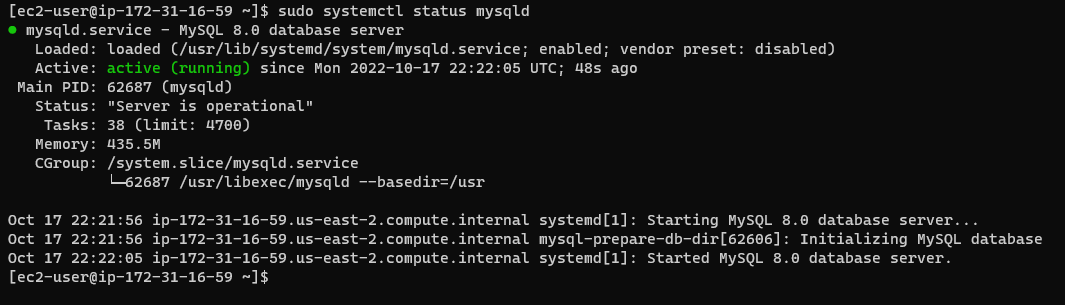 [ec2-user@ip-172-31-16-59 ~]$ sudo systemctl status mysqld
● mysqld.service - MySQL 8.0 database server
   Loaded: loaded (/usr/lib/systemd/system/mysqld.service; enabled; vendor preset: disabled)
   Active: active (running) since Mon 2022-10-17 22:22:05 UTC; 48s ago
 Main PID: 62687 (mysqld)
   Status: "Server is operational"
    Tasks: 38 (limit: 4700)
   Memory: 435.5M
   CGroup: /system.slice/mysqld.service
           └─62687 /usr/libexec/mysqld --basedir=/usr

Oct 17 22:21:56 ip-172-31-16-59.us-east-2.compute.internal systemd[1]: Starting MySQL 8.0 database server...
Oct 17 22:21:56 ip-172-31-16-59.us-east-2.compute.internal mysql-prepare-db-dir[62606]: Initializing MySQL database
Oct 17 22:22:05 ip-172-31-16-59.us-east-2.compute.internal systemd[1]: Started MySQL 8.0 database server.
[ec2-user@ip-172-31-16-59 ~]$